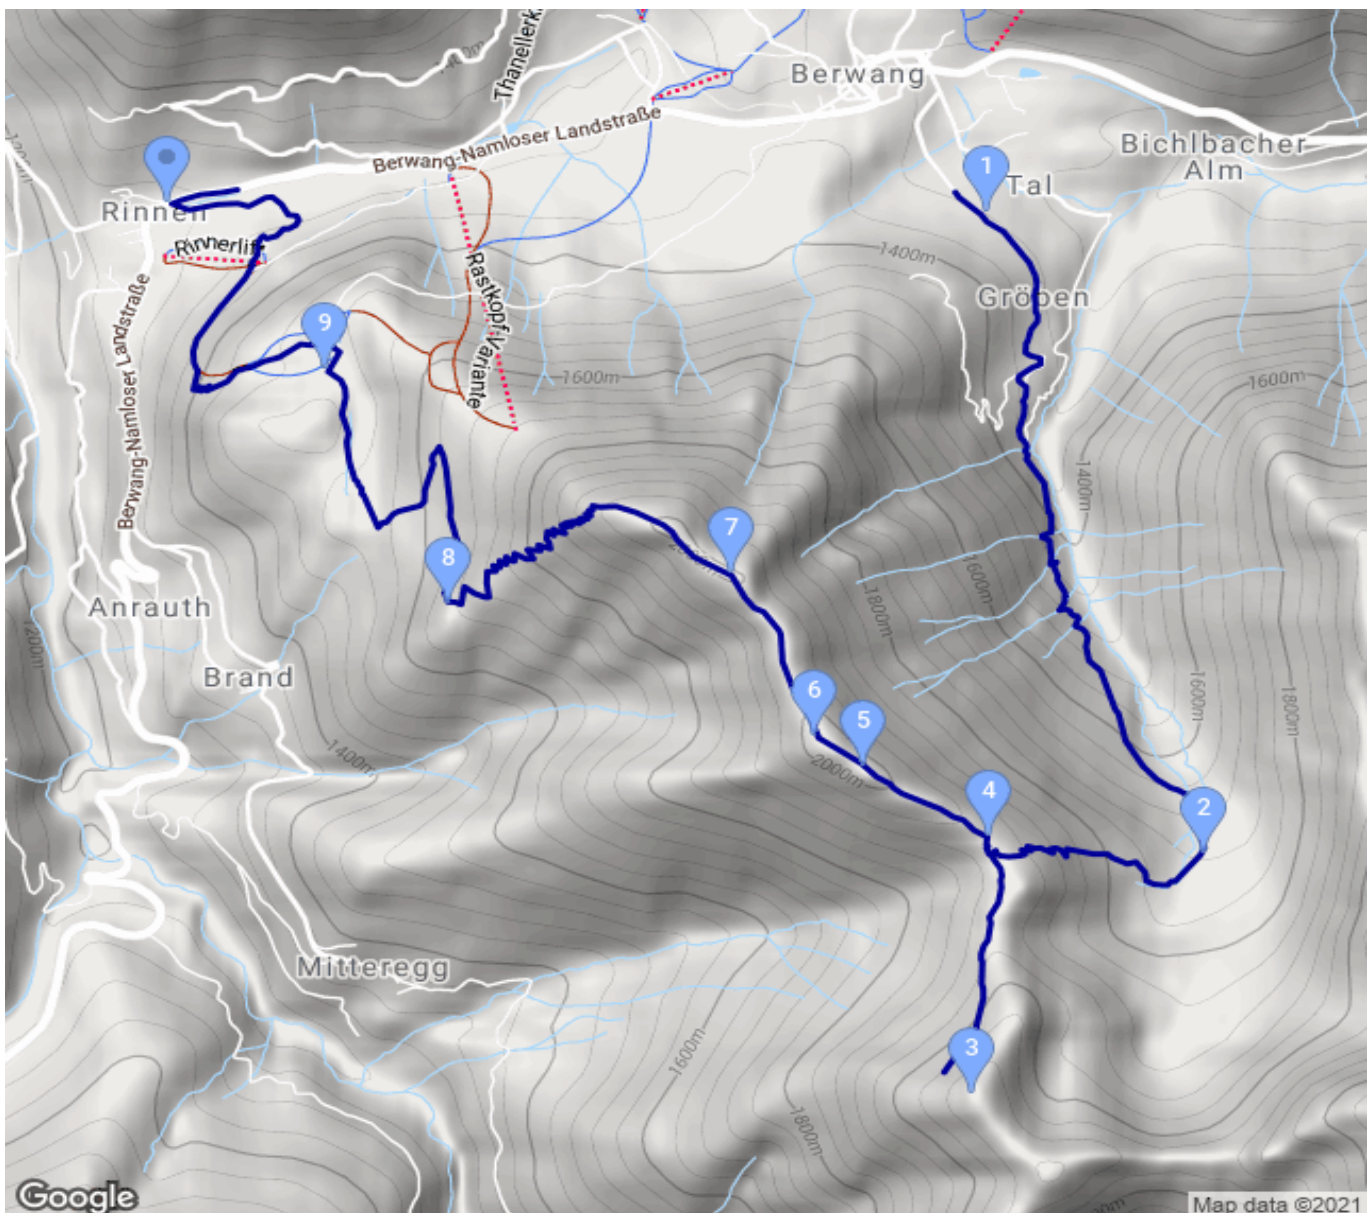 Berwang
Thanellerk
Berwang-Namloser Landstraße
Bichlbacher
Alm
1
Tal
Rinnen
Rinnerlift
1400m
Rastkopf-Variante
Gröben
9
1600m
1600m
Berwang-Namloser Landstraße
1400m
7
8
1600m
1800m
Anrauth
1200m
Brand
6
5
1600m
1800m
1400m
2000m
4
2
Mitteregg
3
1600m
1800m
Google
Map data ©2021